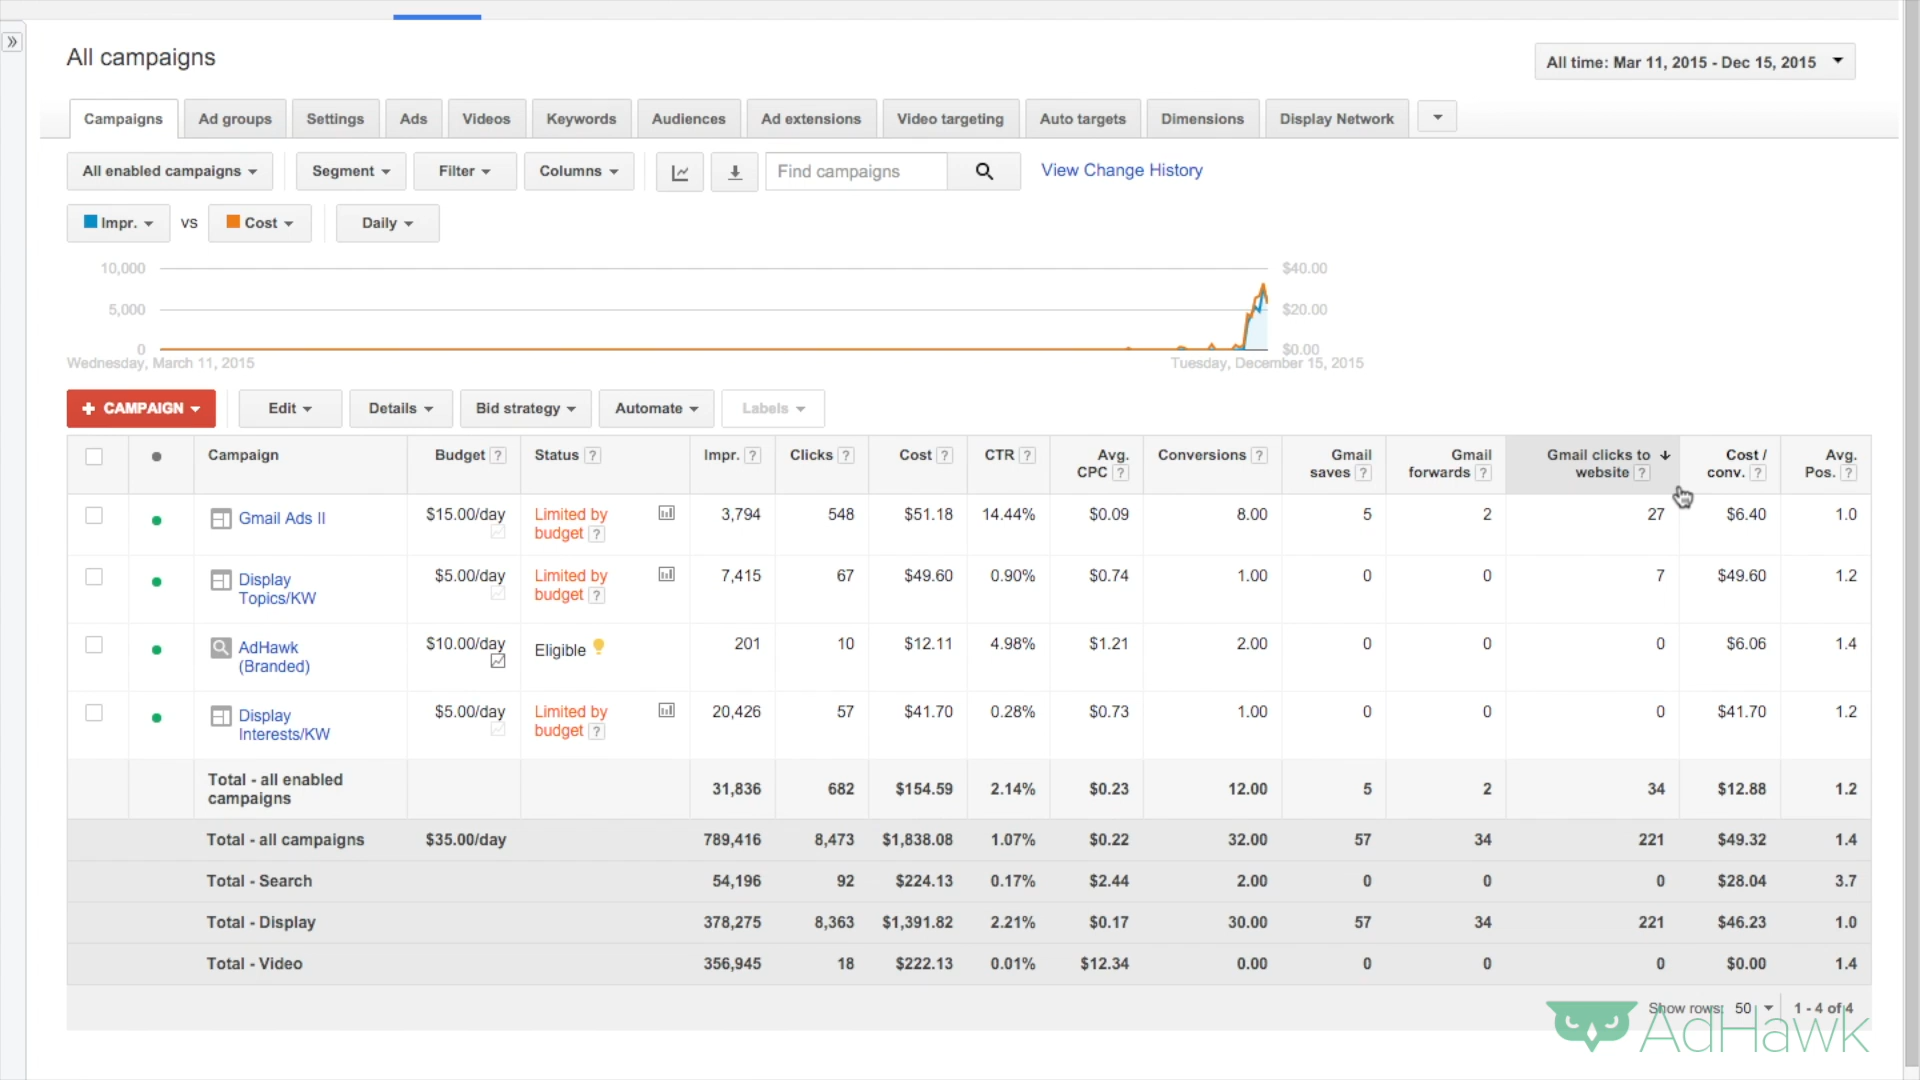 »
All campaigns
All time: Mar 11, 2015 - Dec 15, 2015
Campaigns Ad groups Settings Ads Videos Keywords Audiences Ad extensions Video targeting Auto targets Dimensions Display Network
All enabled campaigns Segment Filter Columns Find campaigns View Change History
Impr. vs Cost Daily
10,000 $40.00
5,000 $20.00
0 $0.00
Wednesday, March 11, 2015 Tuesday, December 15, 2015
+ CAMPAIGN Edit Details Bid strategy Automate Labels
Campaign Budget ? Status ? Impr. ? Clicks ? Cost ? CTR ? Avg. CPC ? Conversions ? Gmail saves ? Gmail forwards ? Gmail clicks to website ? Cost / conv. ? Avg. Pos. ?
Gmail Ads II $15.00/day Limited by budget ? 3,794 548 $51.18 14.44% $0.09 8.00 5 2 27 $6.40 1.0
Display Topics/KW $5.00/day Limited by budget ? 7,415 67 $49.60 0.90% $0.74 1.00 0 0 7 $49.60 1.2
AdHawk (Branded) $10.00/day Eligible 201 10 $12.11 4.98% $1.21 2.00 0 0 0 $6.06 1.4
Display Interests/KW $5.00/day Limited by budget ? 20,426 57 $41.70 0.28% $0.73 1.00 0 0 0 $41.70 1.2
Total - all enabled campaigns 31,836 682 $154.59 2.14% $0.23 12.00 5 2 34 $12.88 1.2
Total - all campaigns $35.00/day 789,416 8,473 $1,838.08 1.07% $0.22 32.00 57 34 221 $49.32 1.4
Total - Search 54,196 92 $224.13 0.17% $2.44 2.00 0 0 0 $28.04 3.7
Total - Display 378,275 8,363 $1,391.82 2.21% $0.17 30.00 57 34 221 $46.23 1.0
Total - Video 356,945 18 $222.13 0.01% $12.34 0.00 0 0 0 $0.00 1.4
Show rows: 50 1 - 4 of 4
AdHawk